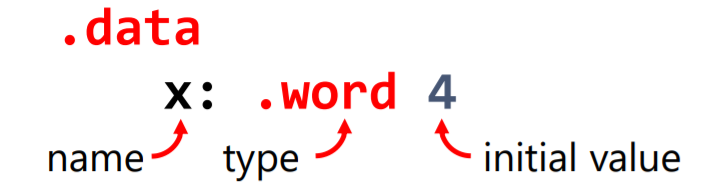 .data
x: .word 4
name type initial value